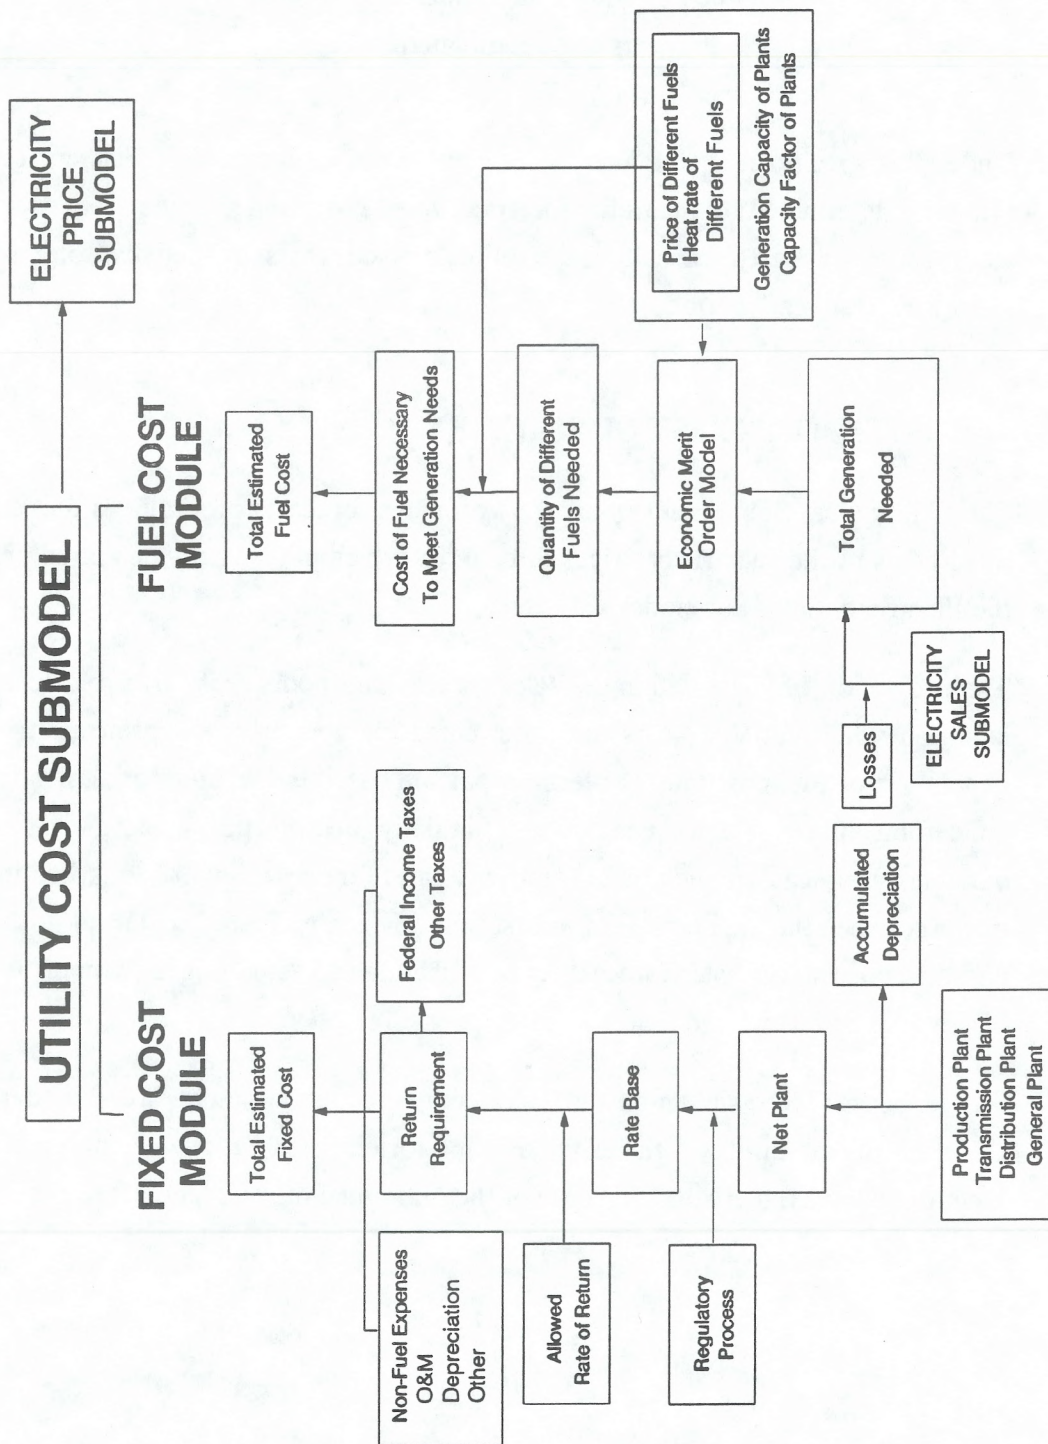 UTILITY COST SUBMODEL
ELECTRICITY
PRICE
SUBMODEL
FIXED COST
MODULE
Total Estimated
Fixed Cost
Non-Fuel Expenses
O&M
Depreciation
Other
Return
Requirement
Federal Income Taxes
Other Taxes
Allowed
Rate of Return
Rate Base
Regulatory
Process
Net Plant
Accumulated
Depreciation
Production Plant
Transmission Plant
Distribution Plant
General Plant
FUEL COST
MODULE
Total Estimated
Fuel Cost
Cost of Fuel Necessary
To Meet Generation Needs
Quantity of Different
Fuels Needed
Economic Merit
Order Model
Price of Different Fuels
Heat rate of
Different Fuels
Generation Capacity of Plants
Capacity Factor of Plants
Total Generation
Needed
Losses
ELECTRICITY
SALES
SUBMODEL